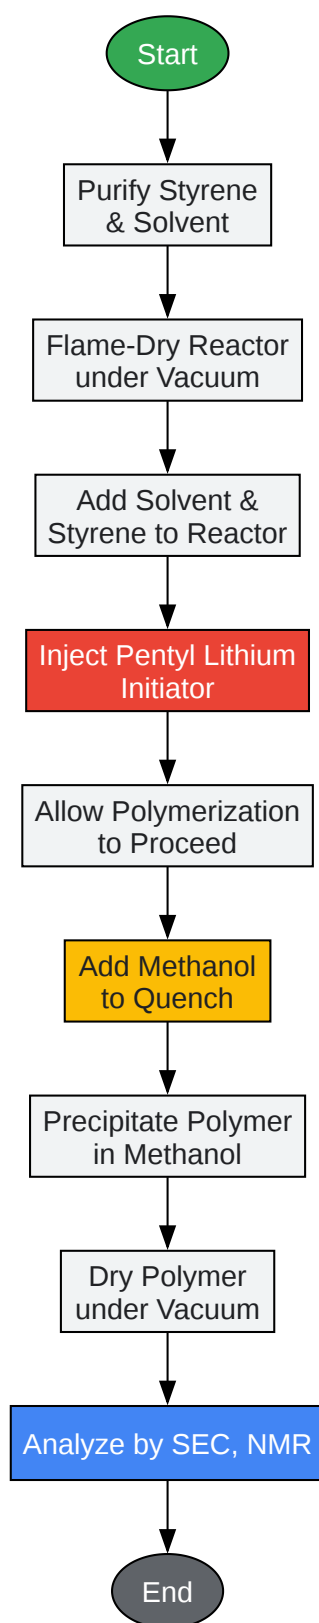 Start
Purify Styrene
& Solvent
Flame-Dry Reactor
under Vacuum
Add Solvent &
Styrene to Reactor
Inject Pentyl Lithium
Initiator
Allow Polymerization
to Proceed
Add Methanol
to Quench
Precipitate Polymer
in Methanol
Dry Polymer
under Vacuum
Analyze by SEC, NMR
End